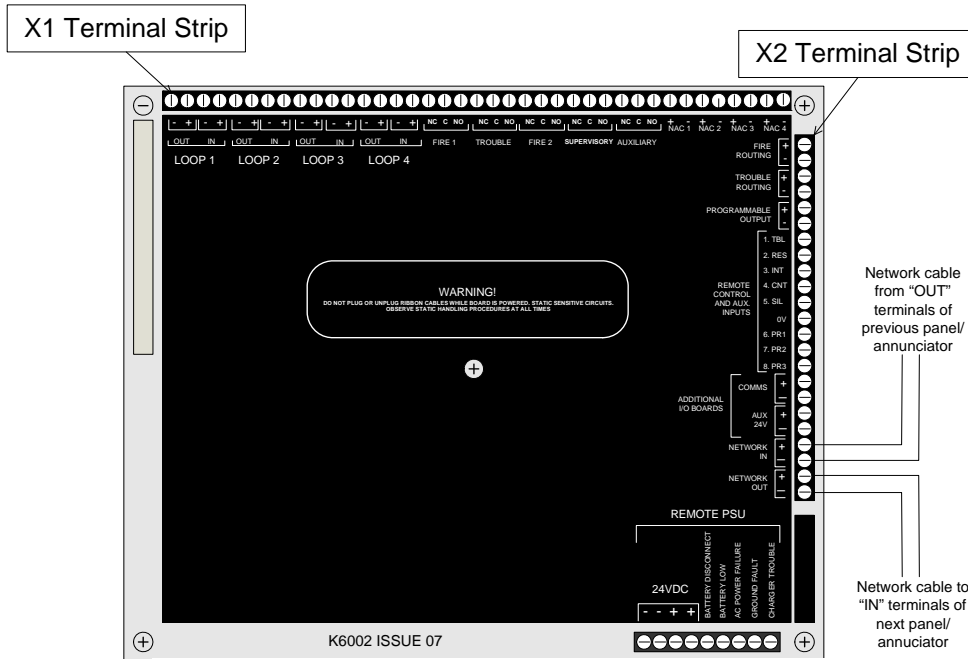 X1 Terminal Strip
X2 Terminal Strip
- + - + - + - + - + - + - + - + NC C NO NC C NO NC C NO NC C NO NC C NO + - + - + - + -
NAC 1 NAC 2 NAC 3 NAC 4
OUT IN OUT IN OUT IN OUT IN FIRE 1 TROUBLE FIRE 2 SUPERVISORY AUXILIARY
LOOP 1 LOOP 2 LOOP 3 LOOP 4
FIRE
ROUTING
+
-
TROUBLE
ROUTING
+
-
PROGRAMMABLE
OUTPUT
+
-
REMOTE
CONTROL
AND AUX.
INPUTS
1. TBL
2. RES
3. INT
4. CNT
5. SIL
0V
6. PR1
7. PR2
8. PR3
ADDITIONAL
I/O BOARDS
COMMS
+
–
AUX
24V
+
–
NETWORK
IN
+
–
NETWORK
OUT
+
–
Network cable
from “OUT”
terminals of
previous panel/
annunciator
WARNING!
DO NOT PLUG OR UNPLUG RIBBON CABLES WHILE BOARD IS POWERED. STATIC SENSITIVE CIRCUITS.
OBSERVE STATIC HANDLING PROCEDURES AT ALL TIMES
REMOTE PSU
24VDC
- - + +
BATTERY DISCONNECT
BATTERY LOW
AC POWER FAILURE
GROUND FAULT
CHARGER TROUBLE
Network cable to
“IN” terminals of
next panel/
annuciator
K6002 ISSUE 07